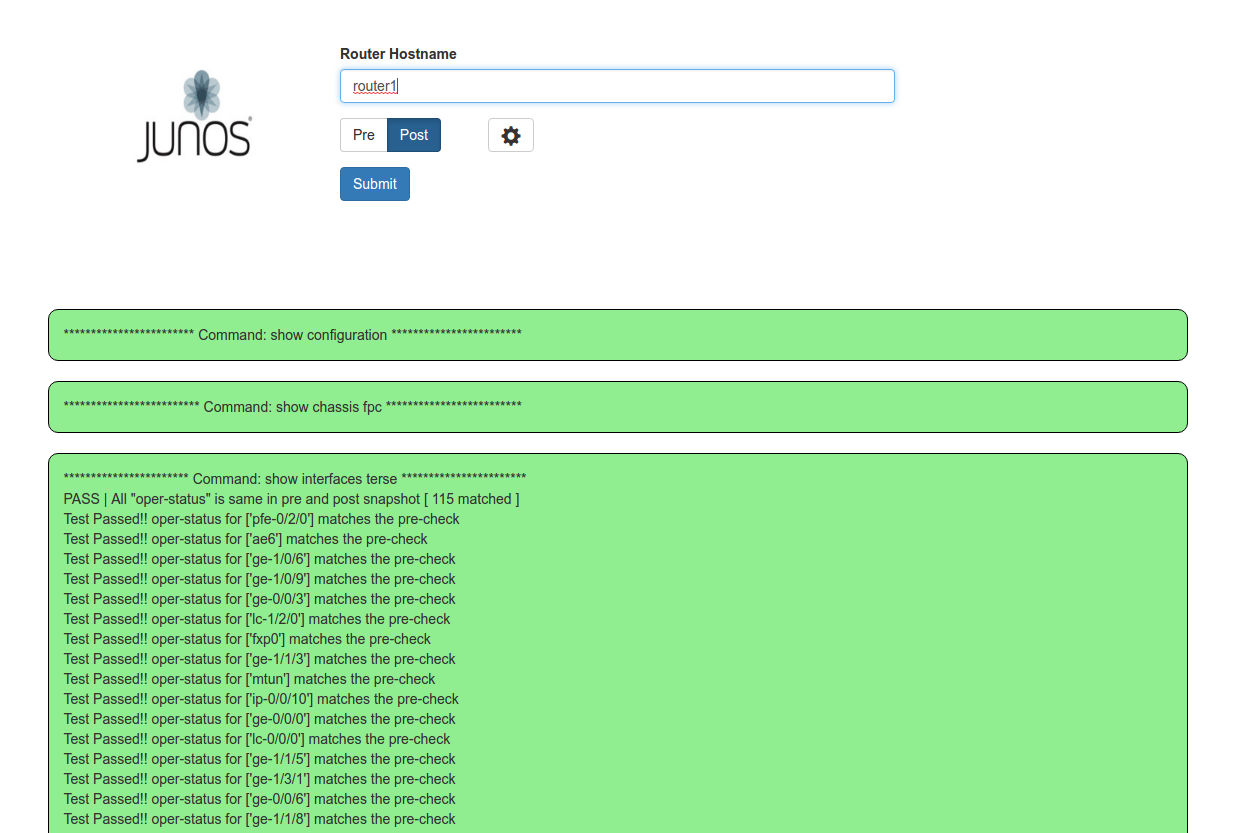 Router Hostname
JUNOS®
router1
Pre Post
Submit
************************ Command: show configuration ************************
************************* Command: show chassis fpc *************************
*********************** Command: show interfaces terse ***********************
PASS | All "oper-status" is same in pre and post snapshot [ 115 matched ]
Test Passed!! oper-status for ['pfe-0/2/0'] matches the pre-check
Test Passed!! oper-status for ['ae6'] matches the pre-check
Test Passed!! oper-status for ['ge-1/0/6'] matches the pre-check
Test Passed!! oper-status for ['ge-1/0/9'] matches the pre-check
Test Passed!! oper-status for ['ge-0/0/3'] matches the pre-check
Test Passed!! oper-status for ['lc-1/2/0'] matches the pre-check
Test Passed!! oper-status for ['fxp0'] matches the pre-check
Test Passed!! oper-status for ['ge-1/1/3'] matches the pre-check
Test Passed!! oper-status for ['mtun'] matches the pre-check
Test Passed!! oper-status for ['ip-0/0/10'] matches the pre-check
Test Passed!! oper-status for ['ge-0/0/0'] matches the pre-check
Test Passed!! oper-status for ['lc-0/0/0'] matches the pre-check
Test Passed!! oper-status for ['ge-1/1/5'] matches the pre-check
Test Passed!! oper-status for ['ge-1/3/1'] matches the pre-check
Test Passed!! oper-status for ['ge-0/0/6'] matches the pre-check
Test Passed!! oper-status for ['ge-1/1/8'] matches the pre-check